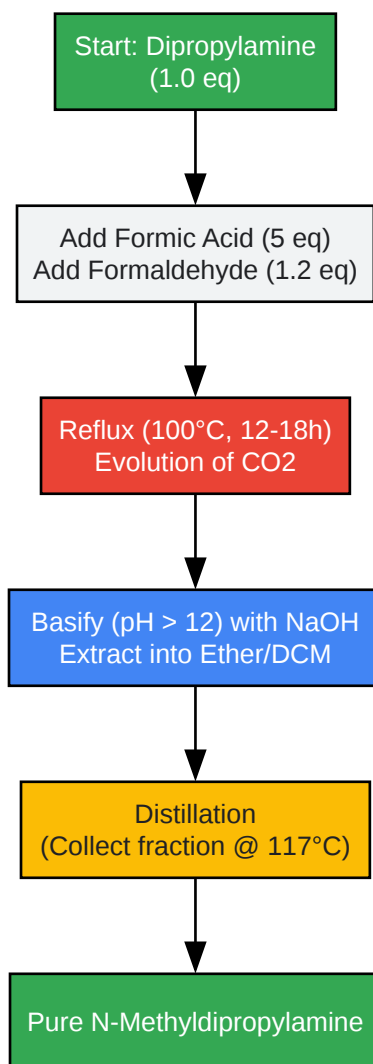 Start: Dipropylamine
(1.0 eq)
Add Formic Acid (5 eq)
Add Formaldehyde (1.2 eq)
Reflux (100°C, 12-18h)
Evolution of CO2
Basify (pH > 12) with NaOH
Extract into Ether/DCM
Distillation
(Collect fraction @ 117°C)
Pure N-Methyldipropylamine